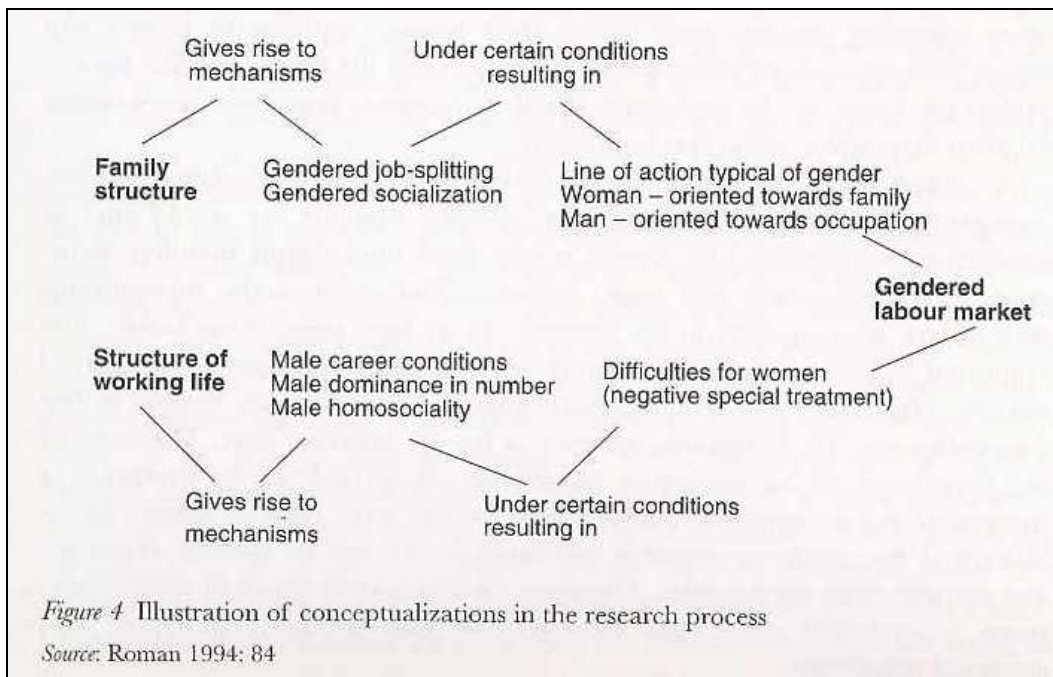 Gives rise to
mechanisms
Under certain conditions
resulting in
Family
structure
Gendered job-splitting
Gendered socialization
Line of action typical of gender
Woman – oriented towards family
Man – oriented towards occupation
Gendered
labour market
Structure of
working life
Male career conditions
Male dominance in number
Male homosociality
Difficulties for women
(negative special treatment)
Gives rise to
mechanisms
Under certain conditions
resulting in
Figure 4 Illustration of conceptualizations in the research process
Source: Roman 1994: 84